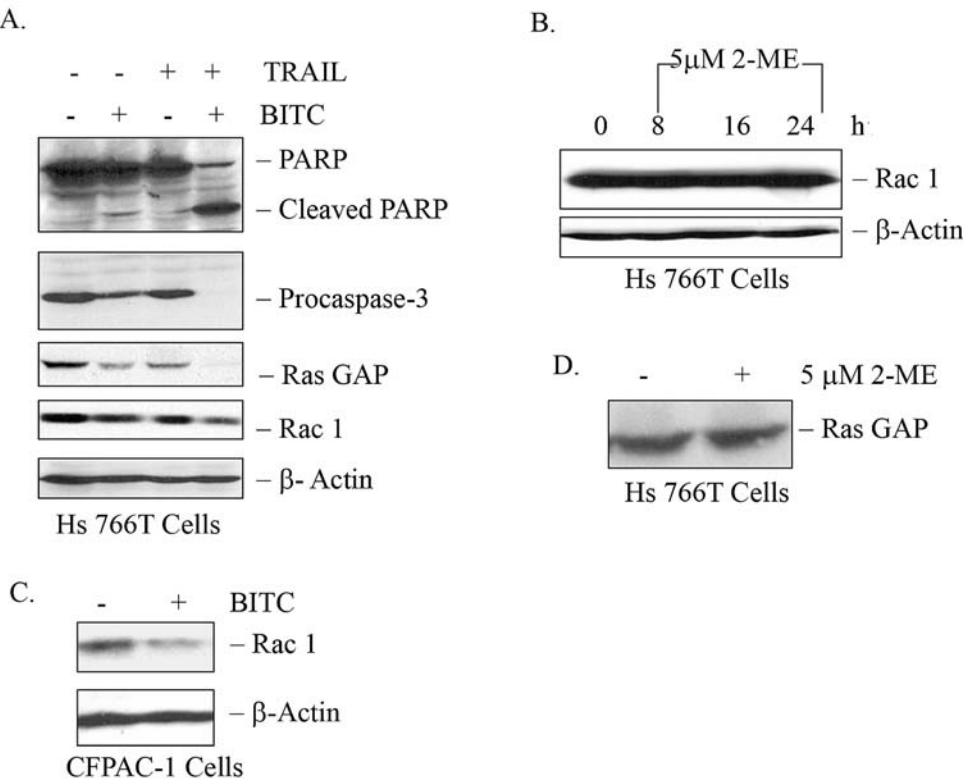 A.
- - + + TRAIL
- + - + BITC
– PARP
– Cleaved PARP
– Procaspase-3
– Ras GAP
– Rac 1
– β- Actin
Hs 766T Cells
B.
5μM 2-ME
0 8 16 24 h
– Rac 1
– β-Actin
Hs 766T Cells
D.
- + 5 μM 2-ME
– Ras GAP
Hs 766T Cells
C.
- + BITC
– Rac 1
– β-Actin
CFPAC-1 Cells